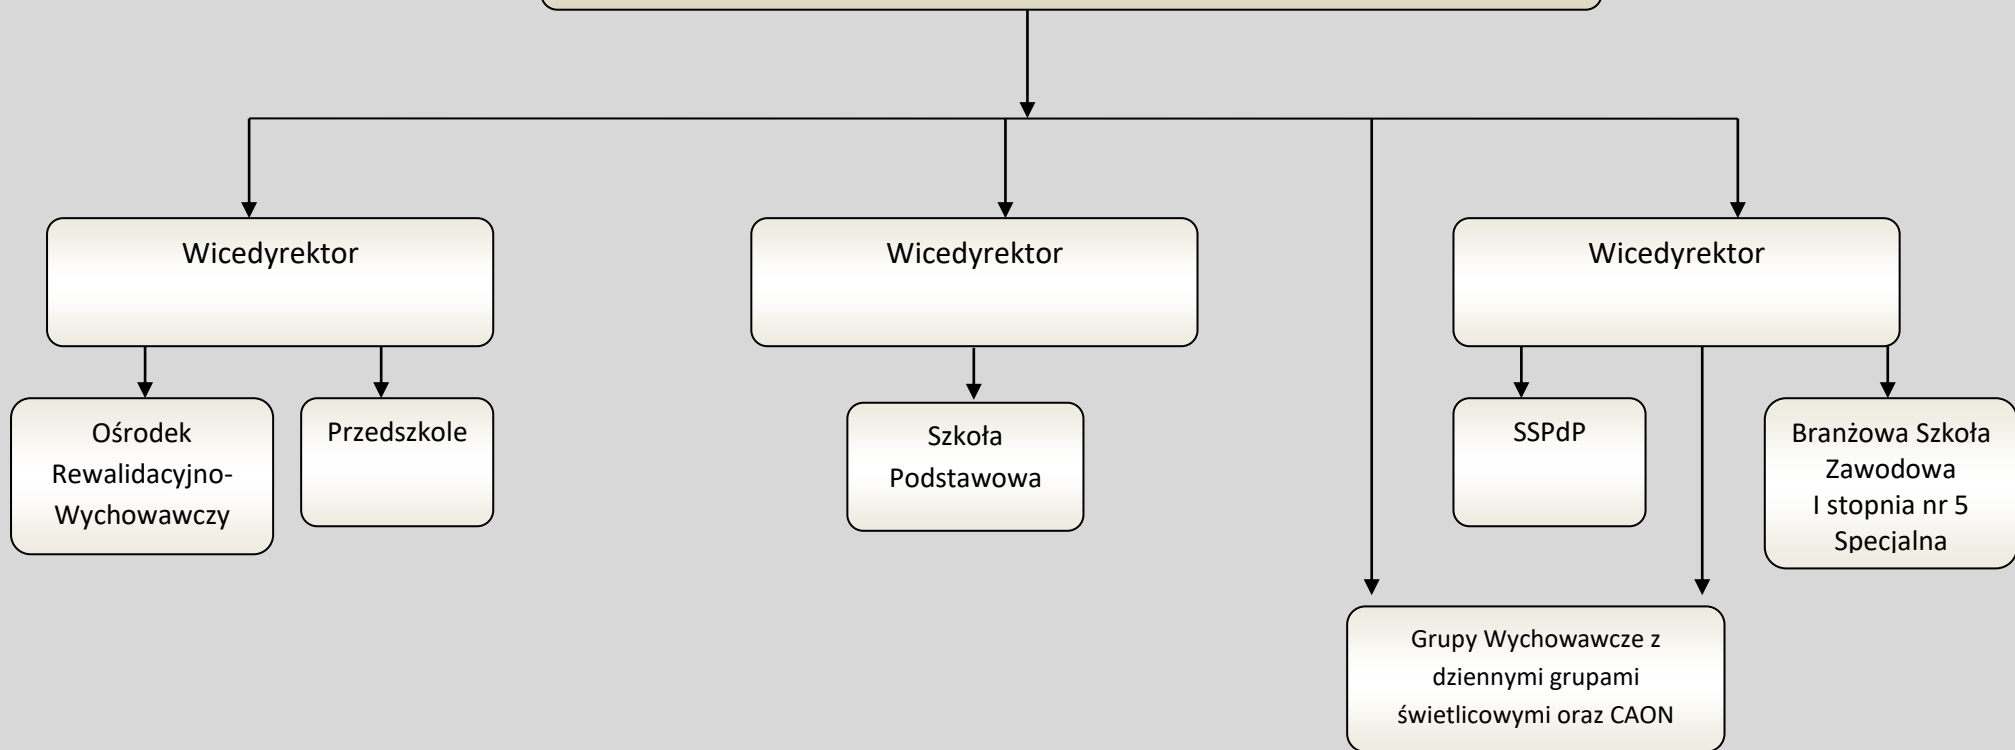 Wicedyrektor
Wicedyrektor
Wicedyrektor
Ośrodek
Rewalidacyjno-
Wychowawczy
Przedszkole
Szkoła
Podstawowa
SSPdP
Branżowa Szkoła
Zawodowa
I stopnia nr 5
Specjalna
Grupy Wychowawcze z
dziennymi grupami
świetlicowymi oraz CAON